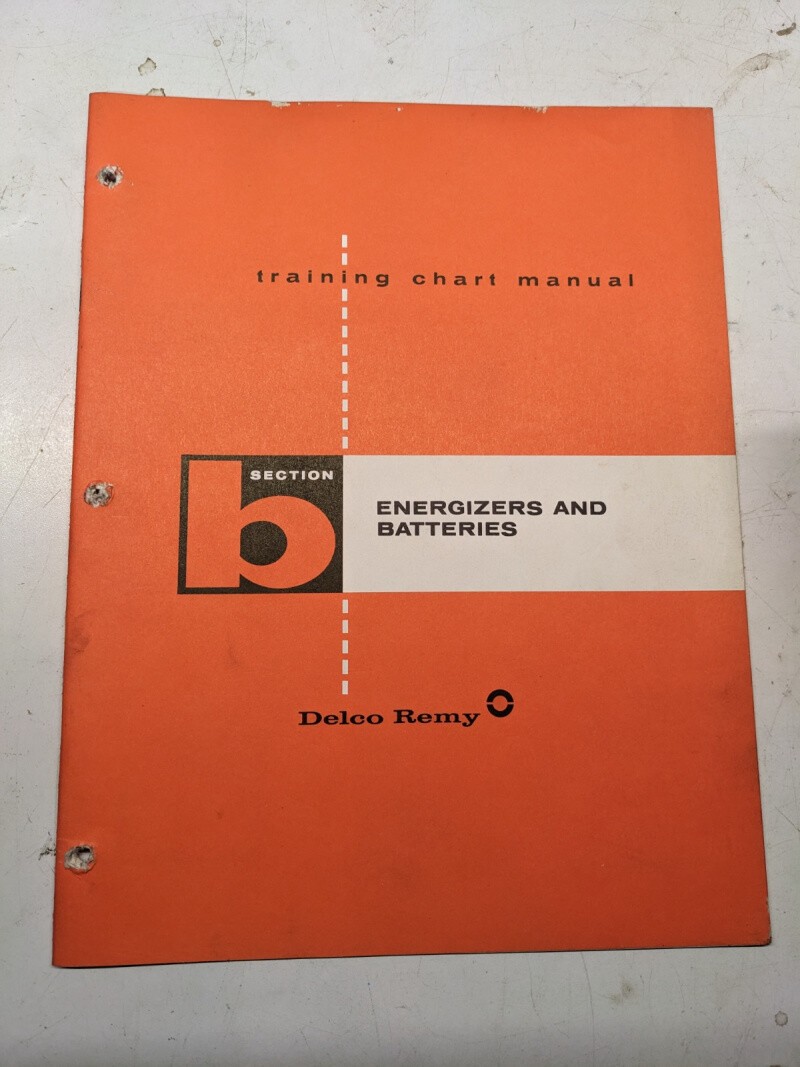 training chart manual
SECTION
b
ENERGIZERS AND
BATTERIES
Delco Remy